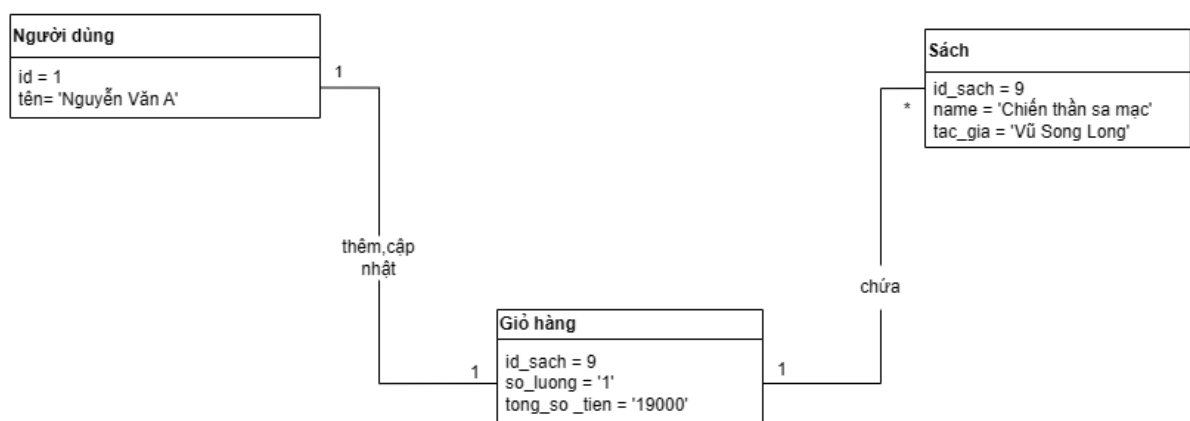 Người dùng
id = 1
tên= 'Nguyễn Văn A'
1
thêm,cập
nhật
1
Giỏ hàng
id_sach = 9
so_luong = '1'
tong_so _tien = '19000'
1
chứa
*
Sách
id_sach = 9
name = 'Chiến thần sa mạc'
tac_gia = 'Vũ Song Long'